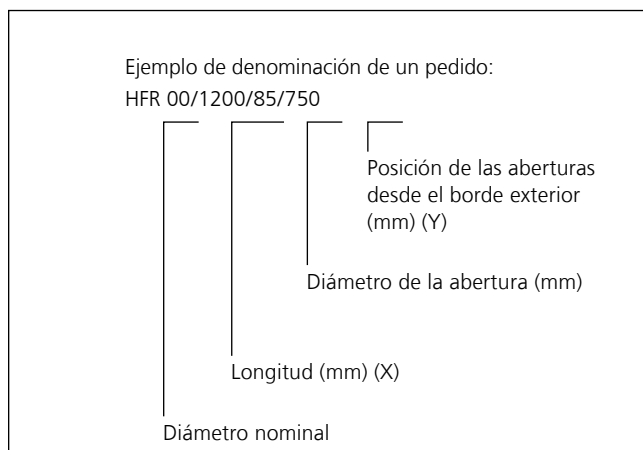 Ejemplo de denominación de un pedido:
HFR 00/1200/85/750
Posición de las aberturas
desde el borde exterior
(mm) (Y)
Diámetro de la abertura (mm)
Longitud (mm) (X)
Diámetro nominal